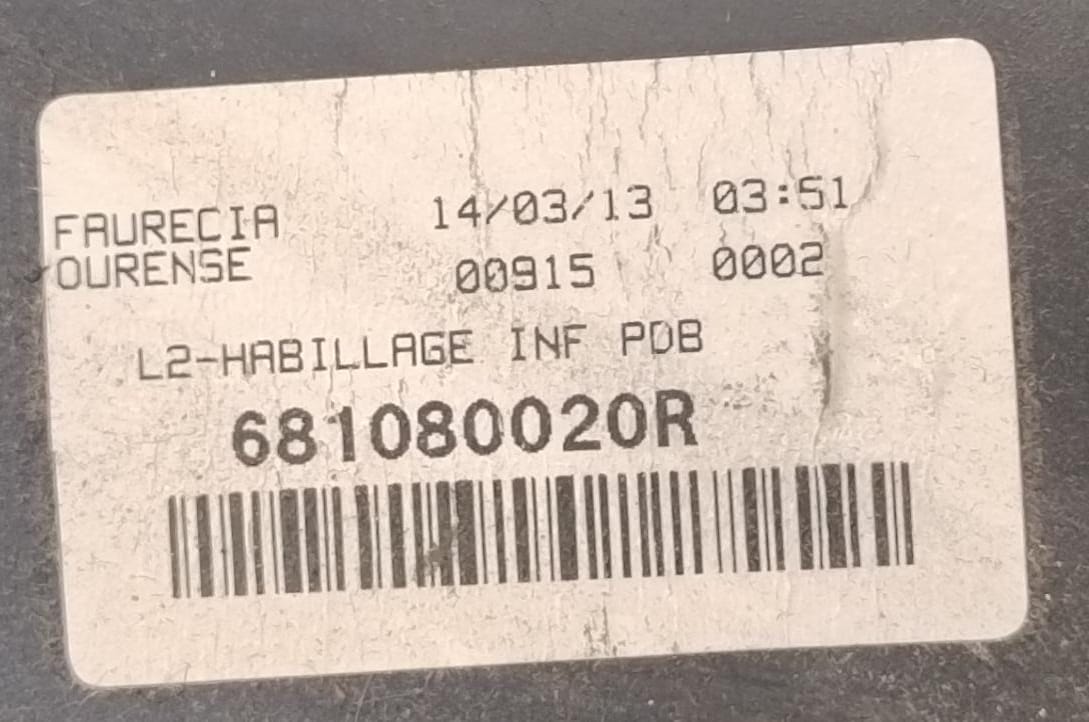 FAURECIA 14/03/13 03:51
OURENSE 00915 0002
L2-HABILLAGE INF PDB
681080020R